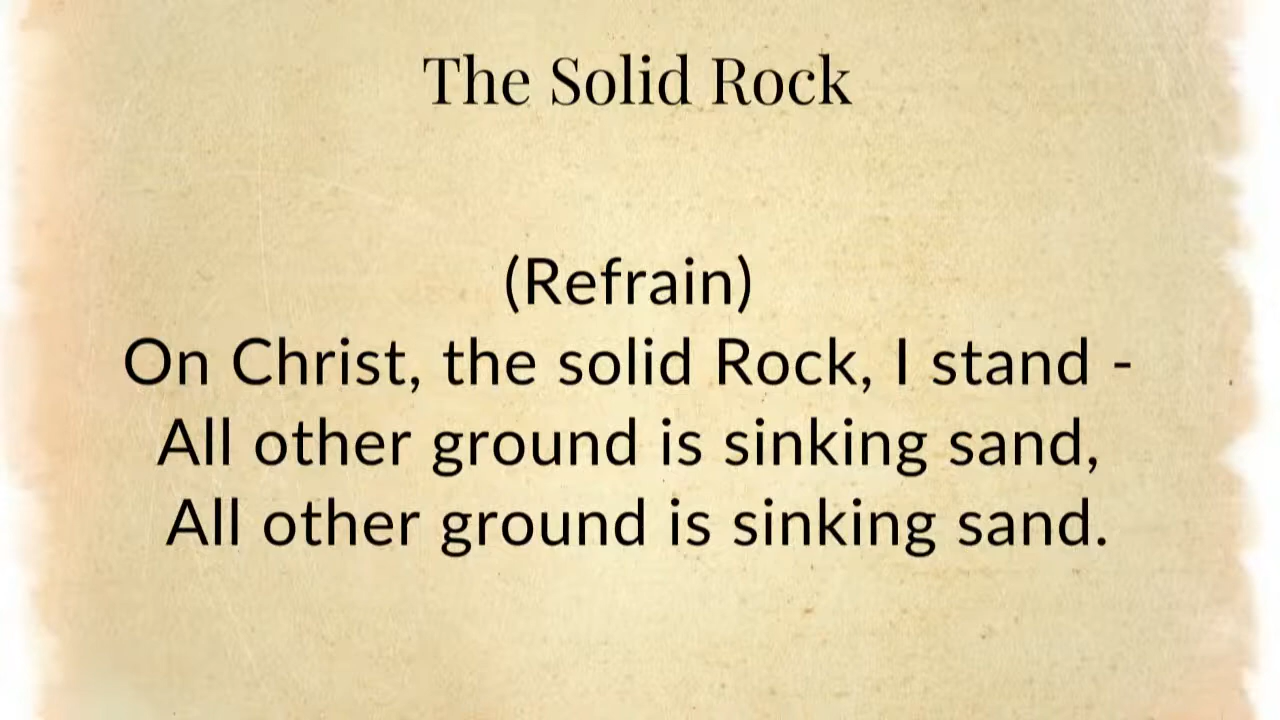 The Solid Rock
(Refrain)
On Christ, the solid Rock, I stand -
All other ground is sinking sand,
All other ground is sinking sand.